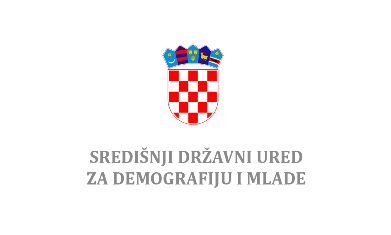 SREDIŠNJI DRŽAVNI URED
ZA DEMOGRAFIJU I MLADE